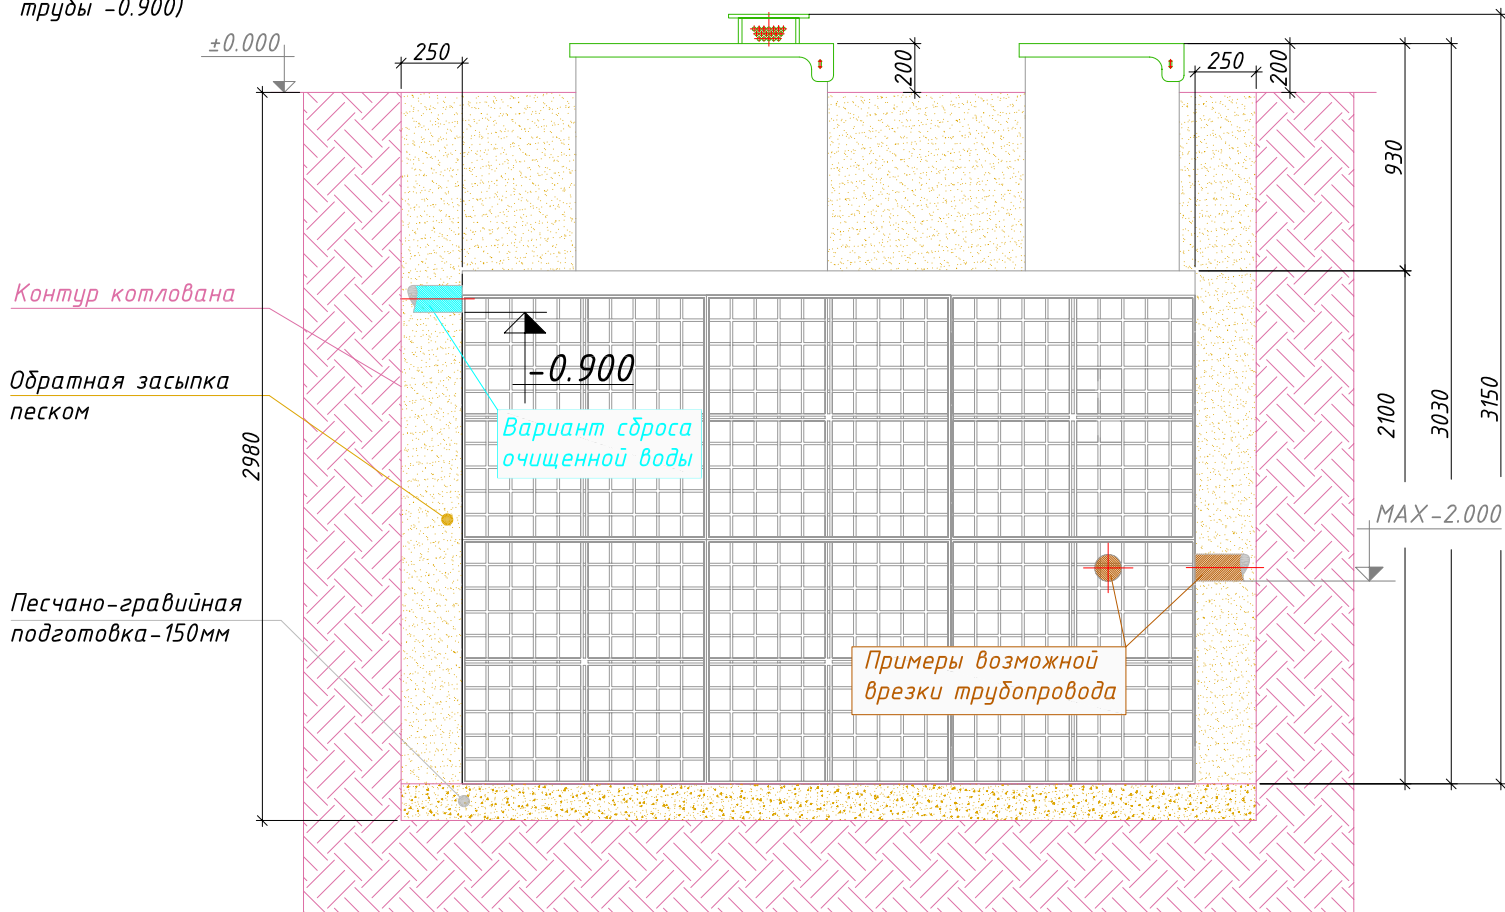 трубы -0.900)
±0.000
250
200
250
200
930
Контур котлована
Обратная засыпка
песком
2980
-0.900
Вариант сброса
очищенной воды
2100
3030
3150
MAX-2.000
Песчано-гравийная
подготовка-150мм
Примеры возможной
врезки трубопровода